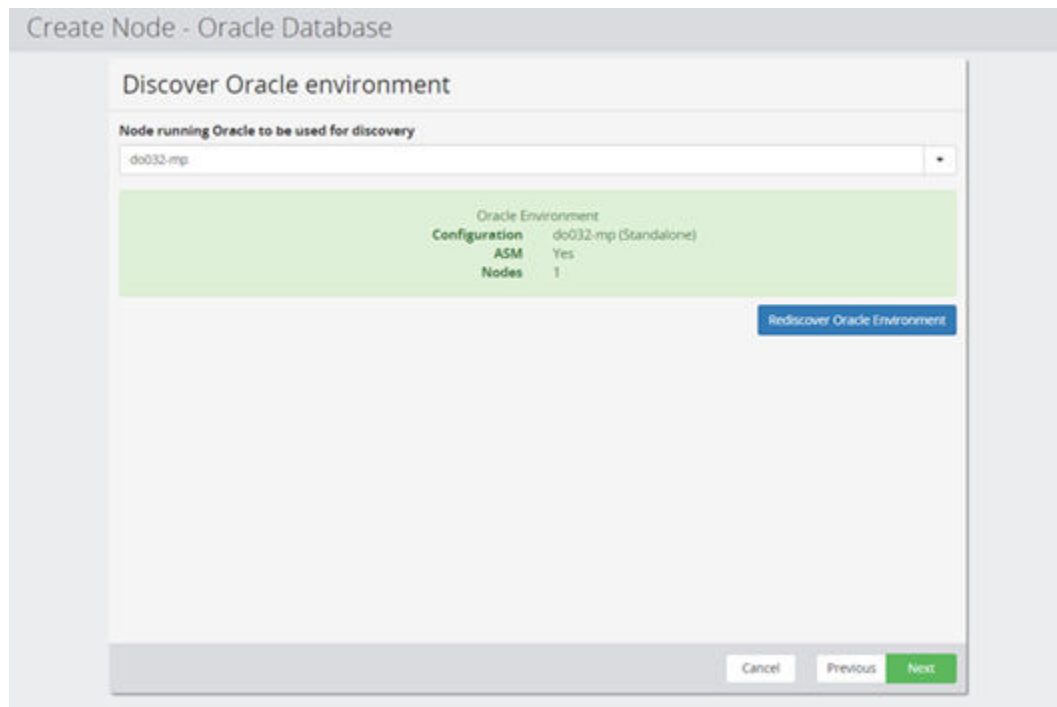 Create Node - Oracle Database
Discover Oracle environment
Node running Oracle to be used for discovery
do032-mp
Oracle Environment
Configuration do032-mp (Standalone)
ASM Yes
Nodes 1
Rediscover Oracle Environment
Cancel Previous Next